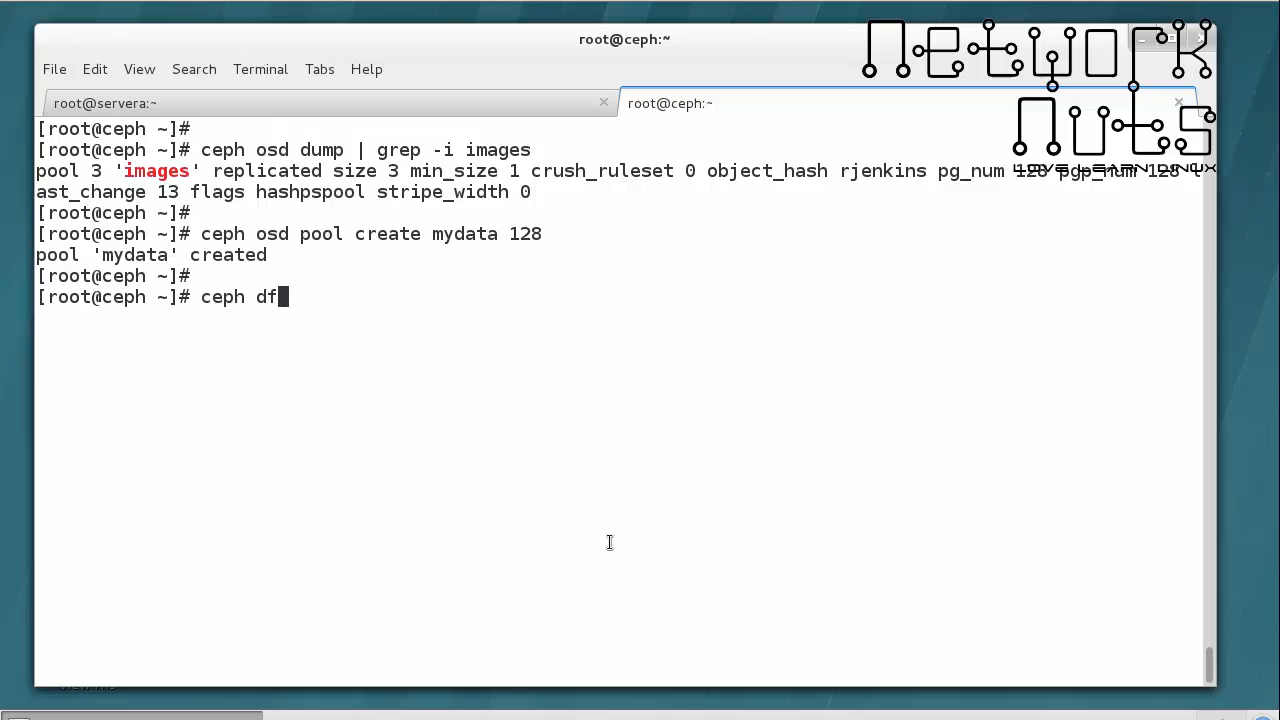 root@ceph:~
File Edit View Search Terminal Tabs Help
root@servera:~
root@ceph:~
network
nuts
LOVE LEARN LINUX
[root@ceph ~]#
[root@ceph ~]# ceph osd dump | grep -i images
pool 3 'images' replicated size 3 min_size 1 crush_ruleset 0 object_hash rjenkins pg_num 128 pgp_num 128 l
ast_change 13 flags hashpspool stripe_width 0
[root@ceph ~]#
[root@ceph ~]# ceph osd pool create mydata 128
pool 'mydata' created
[root@ceph ~]#
[root@ceph ~]# ceph df